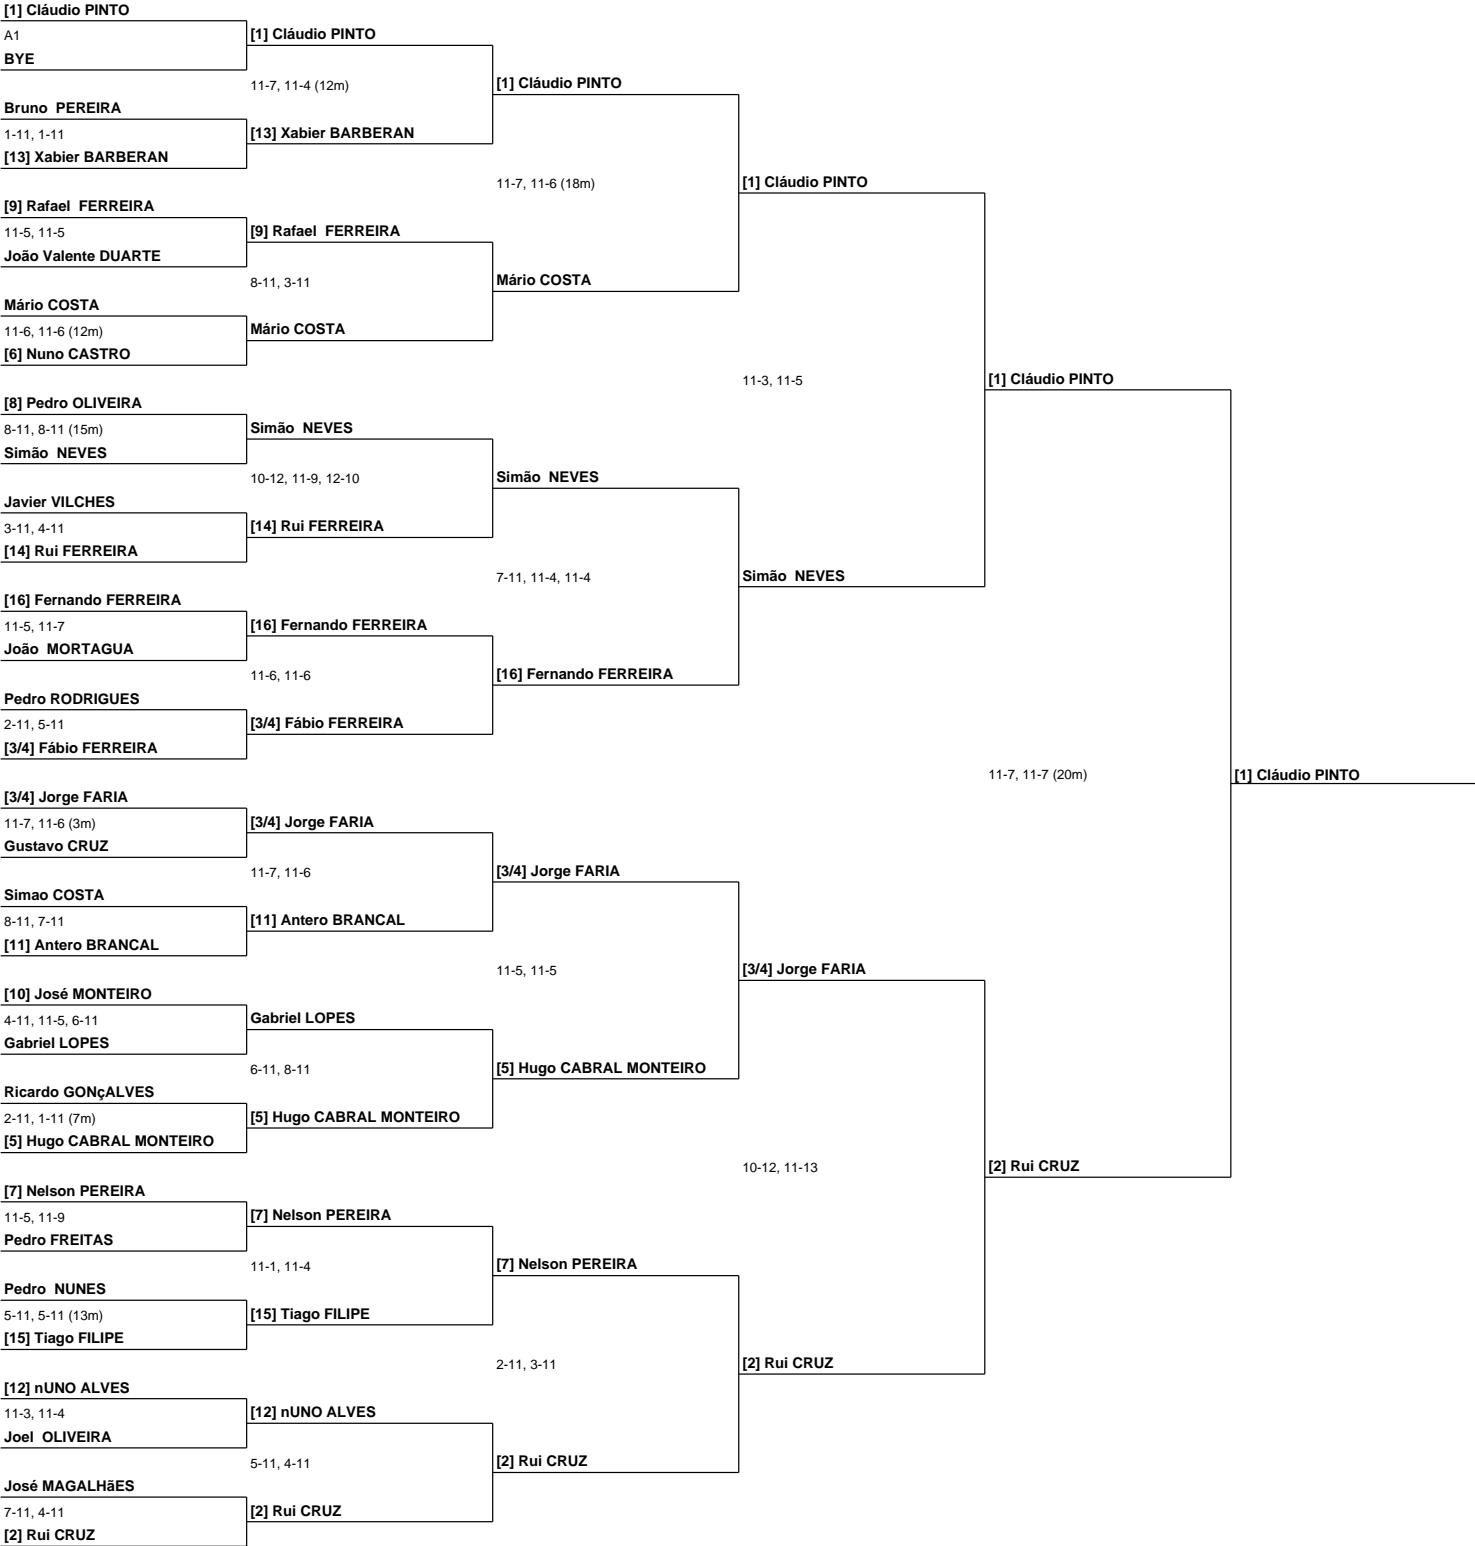 [1] Cláudio PINTO
A1
BYE
Bruno  PEREIRA
1-11, 1-11
[13] Xabier BARBERAN
[9] Rafael  FERREIRA
11-5, 11-5
João Valente DUARTE
Mário COSTA
11-6, 11-6 (12m)
[6] Nuno CASTRO
[8] Pedro OLIVEIRA
8-11, 8-11 (15m)
Simão  NEVES
Javier VILCHES
3-11, 4-11
[14] Rui FERREIRA
[16] Fernando FERREIRA
11-5, 11-7
João  MORTAGUA
Pedro RODRIGUES
2-11, 5-11
[3/4] Fábio FERREIRA
[3/4] Jorge FARIA
11-7, 11-6 (3m)
Gustavo CRUZ
Simao COSTA
8-11, 7-11
[11] Antero BRANCAL
[10] José MONTEIRO
4-11, 11-5, 6-11
Gabriel LOPES
Ricardo GONçALVES
2-11, 1-11 (7m)
[5] Hugo CABRAL MONTEIRO
[7] Nelson PEREIRA
11-5, 11-9
Pedro FREITAS
Pedro  NUNES
5-11, 5-11 (13m)
[15] Tiago FILIPE
[12] nUNO ALVES
11-3, 11-4
Joel  OLIVEIRA
José MAGALHãES
7-11, 4-11
[2] Rui CRUZ
[1] Cláudio PINTO
11-7, 11-4 (12m)
[13] Xabier BARBERAN
[9] Rafael  FERREIRA
8-11, 3-11
Mário COSTA
Simão  NEVES
10-12, 11-9, 12-10
[14] Rui FERREIRA
[16] Fernando FERREIRA
11-6, 11-6
[3/4] Fábio FERREIRA
[3/4] Jorge FARIA
11-7, 11-6
[11] Antero BRANCAL
Gabriel LOPES
6-11, 8-11
[5] Hugo CABRAL MONTEIRO
[7] Nelson PEREIRA
11-1, 11-4
[15] Tiago FILIPE
[12] nUNO ALVES
5-11, 4-11
[2] Rui CRUZ
[1] Cláudio PINTO
11-7, 11-6 (18m)
Mário COSTA
Simão  NEVES
7-11, 11-4, 11-4
[16] Fernando FERREIRA
[3/4] Jorge FARIA
11-5, 11-5
[5] Hugo CABRAL MONTEIRO
[7] Nelson PEREIRA
2-11, 3-11
[2] Rui CRUZ
[1] Cláudio PINTO
11-3, 11-5
Simão  NEVES
[3/4] Jorge FARIA
10-12, 11-13
[2] Rui CRUZ
[1] Cláudio PINTO
11-7, 11-7 (20m)
[2] Rui CRUZ
[1] Cláudio PINTO